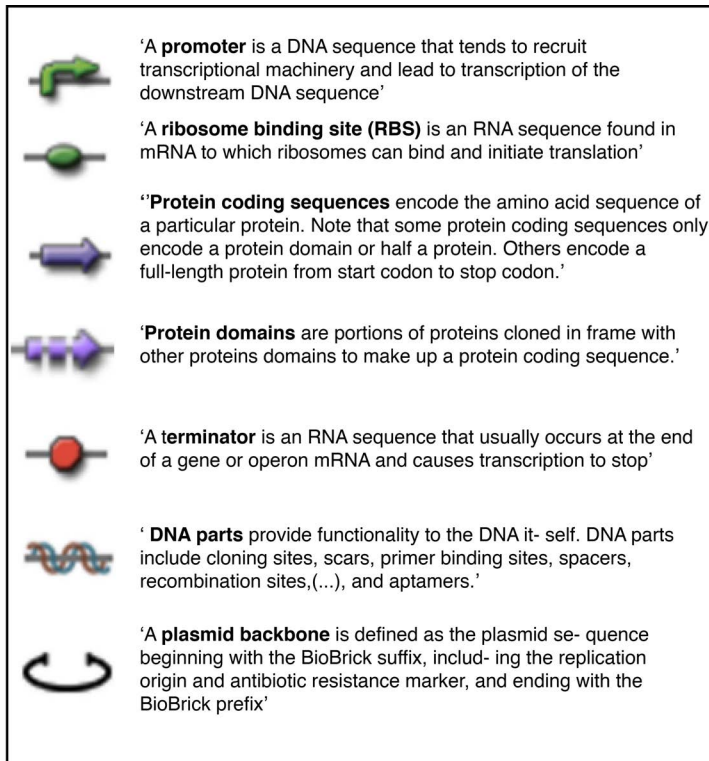 ‘A promoter is a DNA sequence that tends to recruit
transcriptional machinery and lead to transcription of the
downstream DNA sequence’
‘A ribosome binding site (RBS) is an RNA sequence found in
mRNA to which ribosomes can bind and initiate translation’
‘’Protein coding sequences encode the amino acid sequence of
a particular protein. Note that some protein coding sequences only
encode a protein domain or half a protein. Others encode a
full-length protein from start codon to stop codon.’
‘Protein domains are portions of proteins cloned in frame with
other proteins domains to make up a protein coding sequence.’
‘A terminator is an RNA sequence that usually occurs at the end
of a gene or operon mRNA and causes transcription to stop’
‘ DNA parts provide functionality to the DNA it- self. DNA parts
include cloning sites, scars, primer binding sites, spacers,
recombination sites,(...), and aptamers.’
‘A plasmid backbone is defined as the plasmid se- quence
beginning with the BioBrick suffix, includ- ing the replication
origin and antibiotic resistance marker, and ending with the
BioBrick prefix’